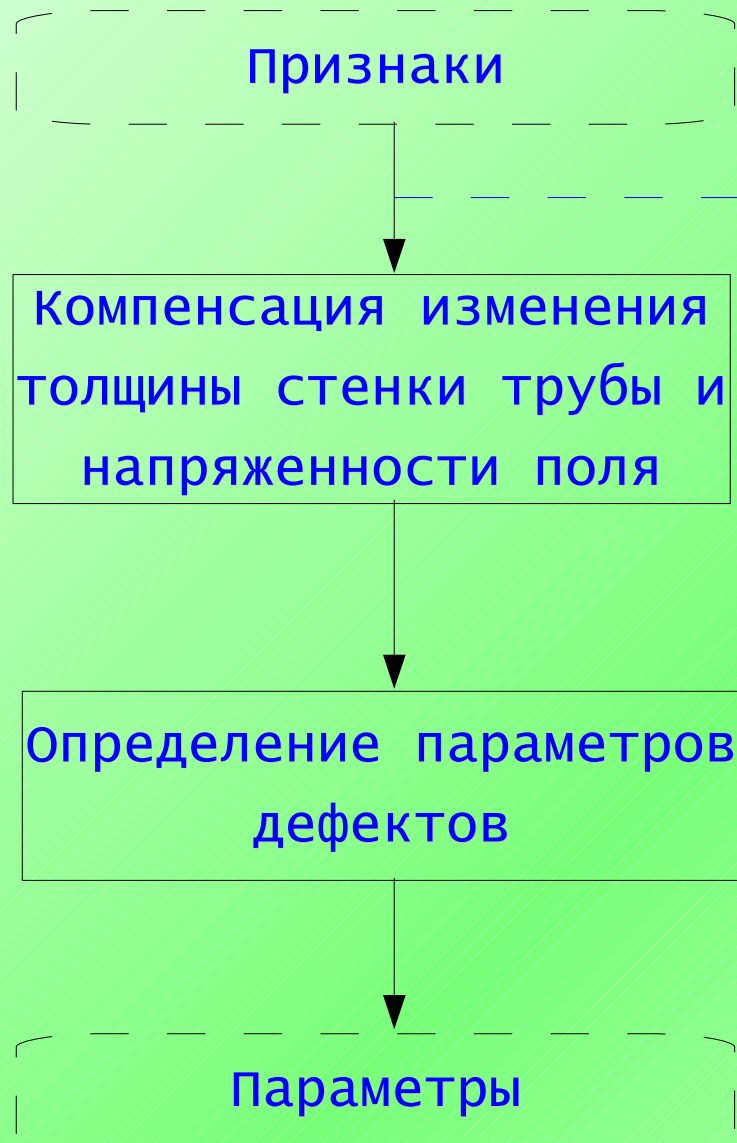 Признаки
Компенсация изменения
толщины стенки трубы и
напряженности поля
Определение параметров
дефектов
Параметры